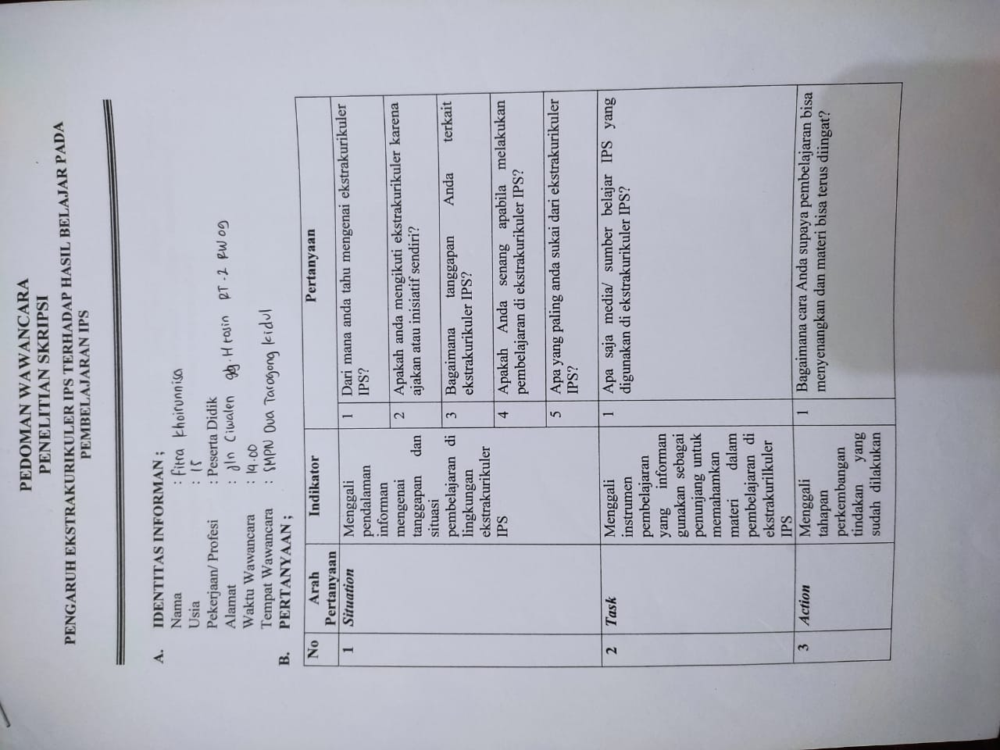 PEDOMAN WAWANCARA
PENELITIAN SKRIPSI
PENGARUH EKSTRAKURIKULER IPS TERHADAP HASIL BELAJAR PADA
PEMBELAJARAN IPS
A. IDENTITAS INFORMAN ;
Nama : Fitra Khoirunnisa
Usia : 15
Pekerjaan/ Profesi : Peserta Didik
Alamat : Jln Ciwalen gg. H rosin RT.2 RW 09
Waktu Wawancara : 19.00
Tempat Wawancara : SMPN Dua Tarogong kidul
B. PERTANYAAN ;
No Arah Pertanyaan Indikator Pertanyaan
1 Situation
Menggali
pendalaman
informan
mengenai
tanggapan dan
situasi
pembelajaran di
lingkungan
ekstrakurikuler
IPS
1 Dari mana anda tahu mengenai ekstrakurikuler
IPS?
2 Apakah anda mengikuti ekstrakurikuler karena
ajakan atau inisiatif sendiri?
3 Bagaimana tanggapan Anda terkait
ekstrakurikuler IPS?
4 Apakah Anda senang apabila melakukan
pembelajaran di ekstrakurikuler IPS?
5 Apa yang paling anda sukai dari ekstrakurikuler
IPS?
2 Task
Menggali
instrumen
pembelajaran
yang informan
gunakan sebagai
penunjang untuk
memahamkan
materi dalam
pembelajaran di
ekstrakurilkuler
IPS
1 Apa saja media/ sumber belajar IPS yang
digunakan di ekstrakurikuler IPS?
3 Action
Menggali
tahapan
perkembangan
tindakan yang
sudah dilakukan
1 Bagaimana cara Anda supaya pembelajaran bisa
menyenangkan dan materi bisa terus diingat?